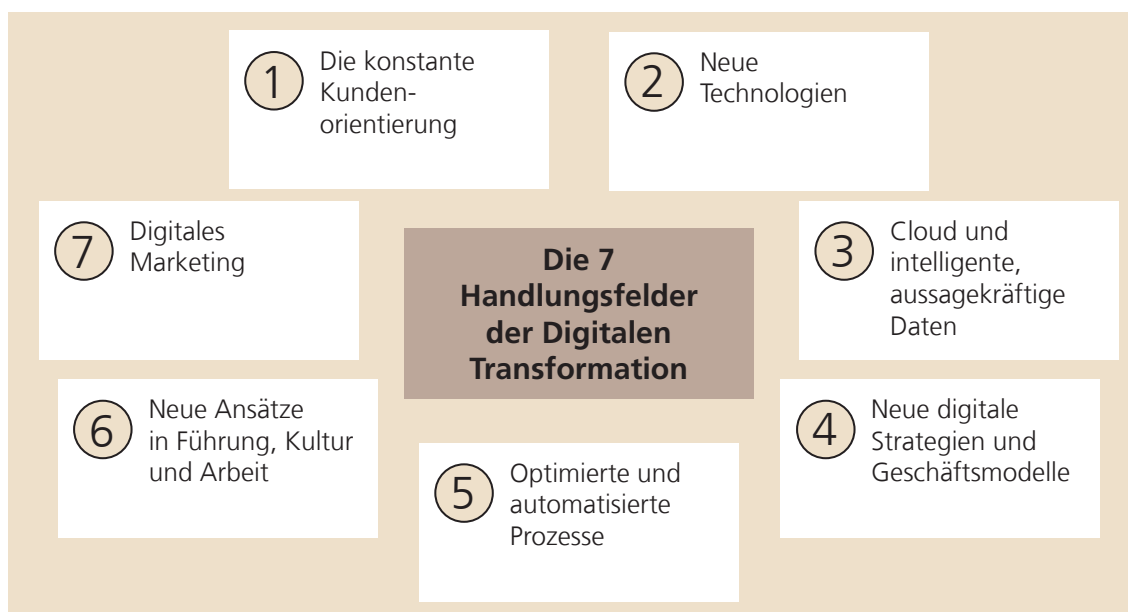 1
Die konstante
Kunden-
orientierung
2
Neue
Technologien
3
Cloud und
intelligente,
aussagekräftige
Daten
4
Neue digitale
Strategien und
Geschäftsmodelle
5
Optimierte und
automatisierte
Prozesse
6
Neue Ansätze
in Führung, Kultur
und Arbeit
7
Digitales
Marketing
Die 7
Handlungsfelder
der Digitalen
Transformation